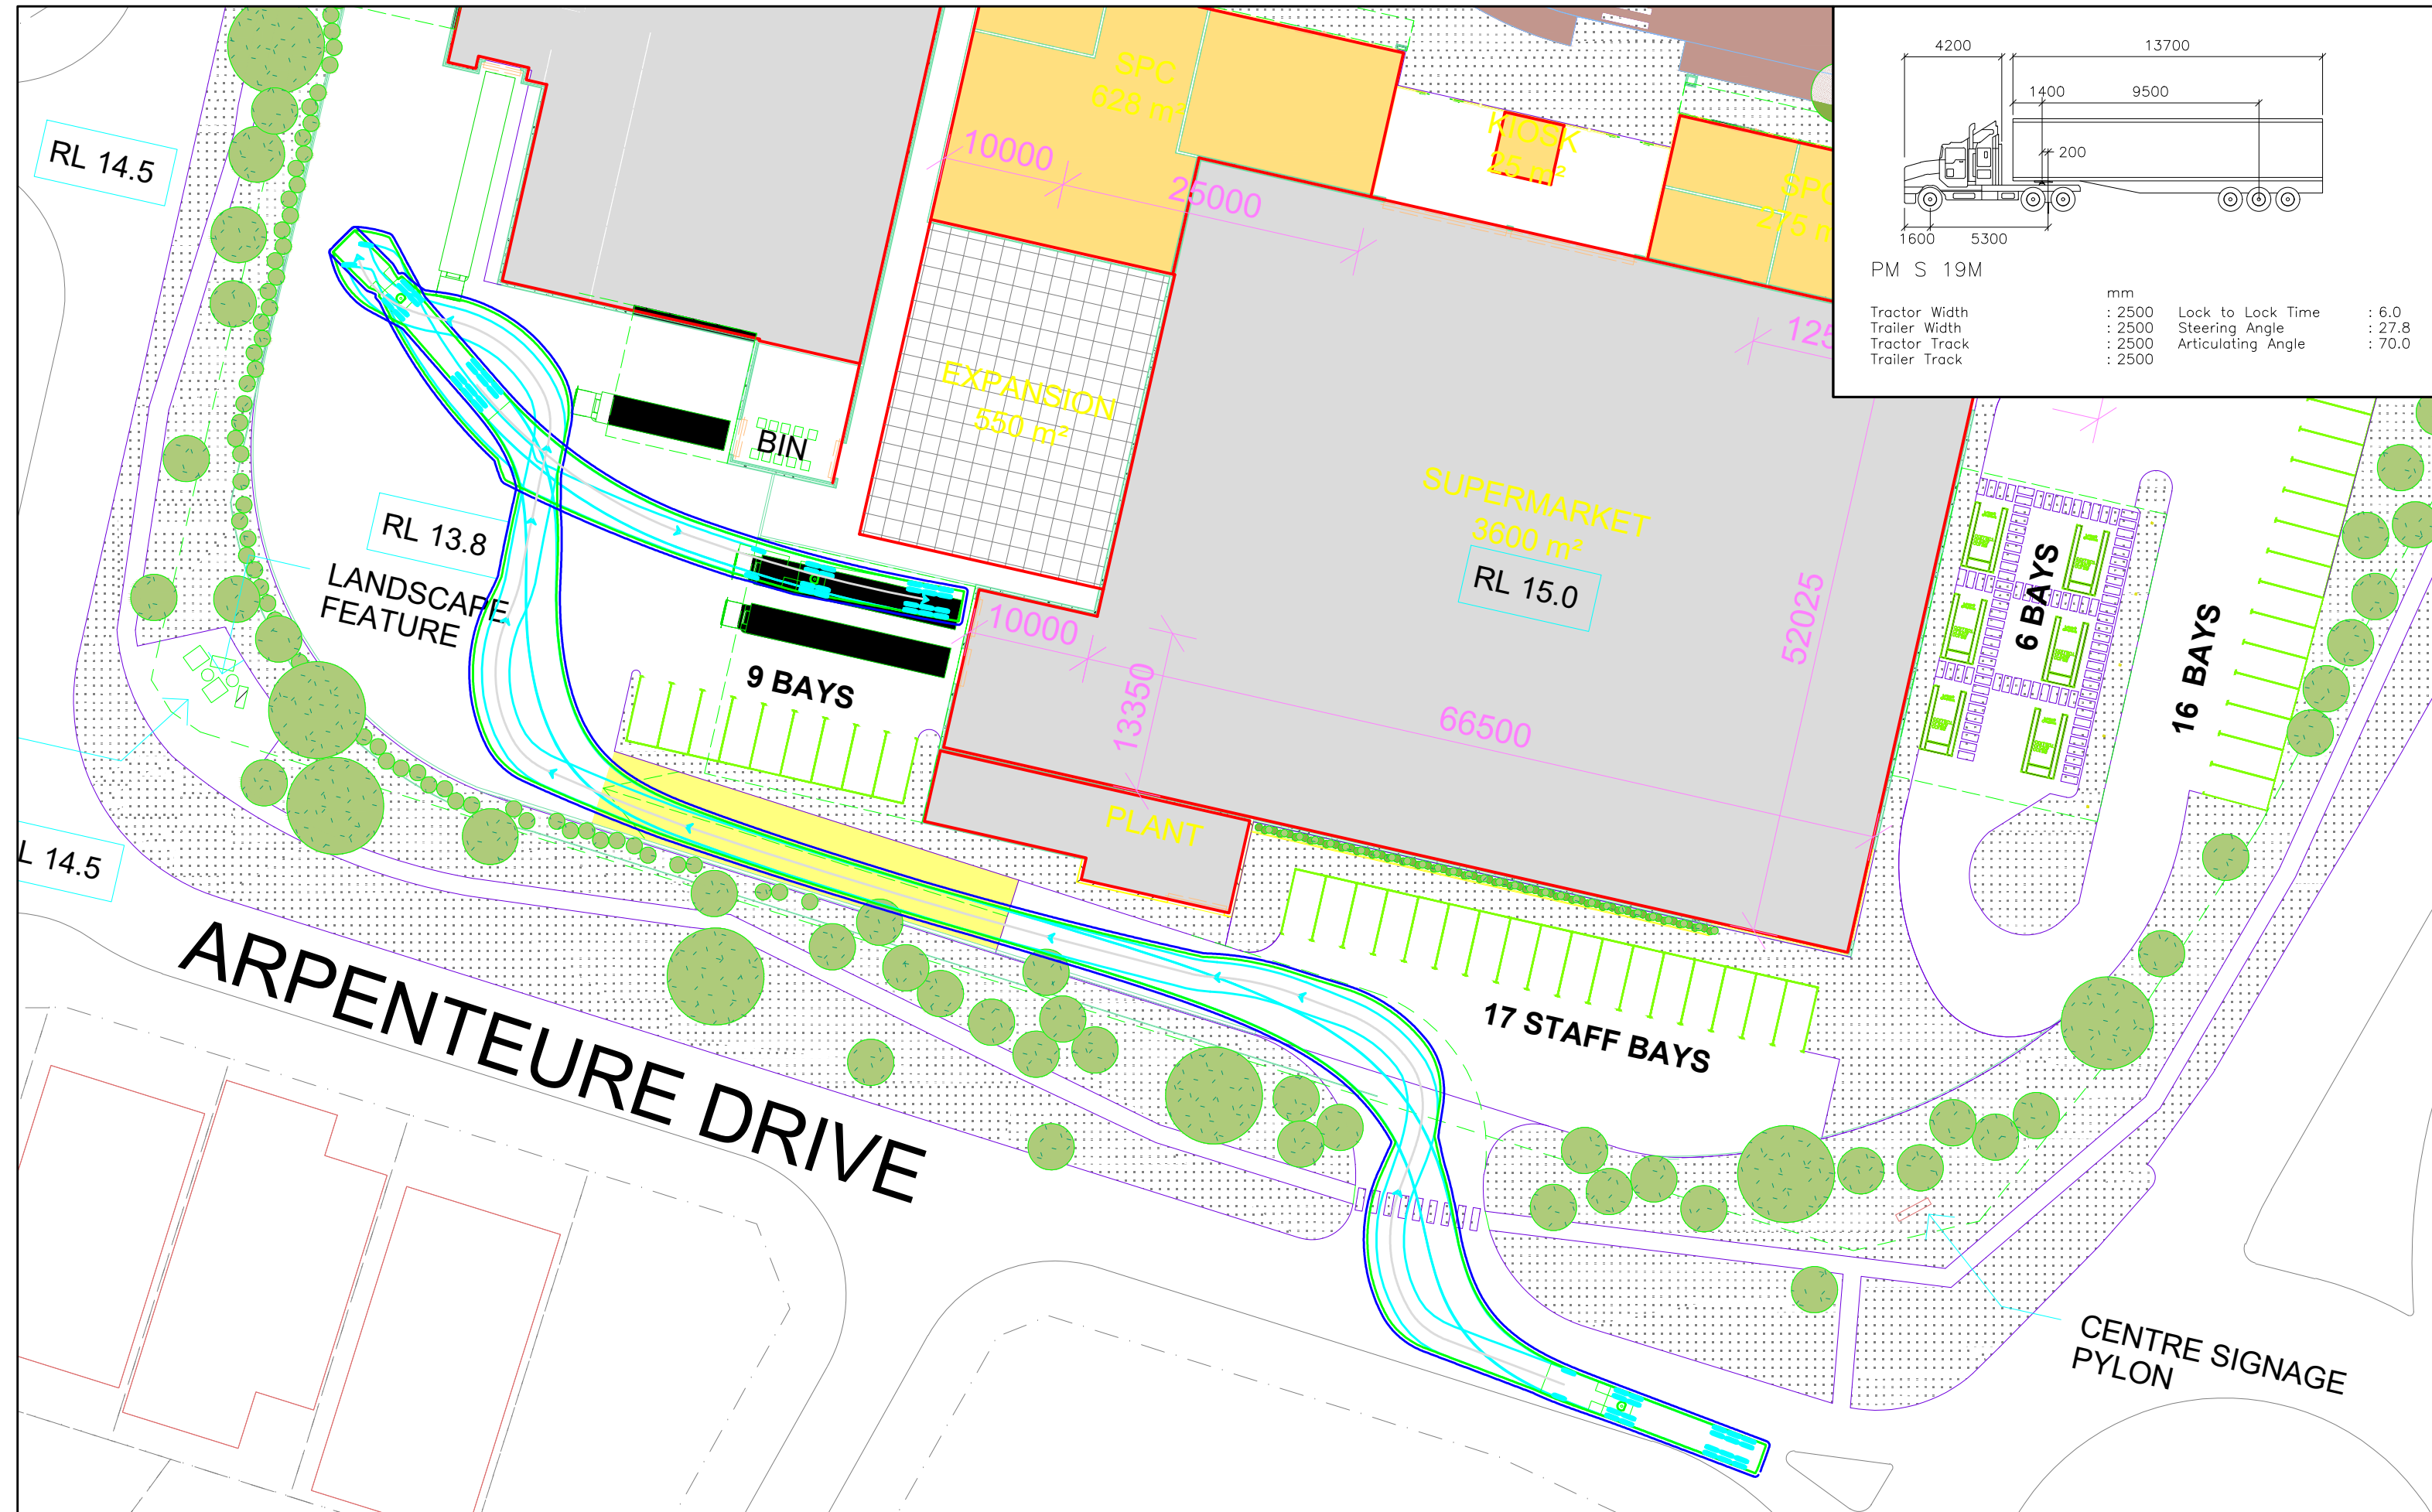 RL 14.5
SPC
628 m²
KIOSK
25 m²
10000
25000
4200
13700
1400
9500
200
1600
5300
PM S 19M
mm
Tractor Width : 2500 Lock to Lock Time : 6.0
Trailer Width : 2500 Steering Angle : 27.8
Tractor Track : 2500 Articulating Angle : 70.0
Trailer Track : 2500
EXPANSION
550 m²
BIN
SUPERMARKET
3600 m²
RL 15.0
RL 13.8
LANDSCAPE
FEATURE
9 BAYS
10000
13350
66500
52025
6 BAYS
16 BAYS
PLANT
17 STAFF BAYS
ARPENTEURE DRIVE
CENTRE SIGNAGE
PYLON